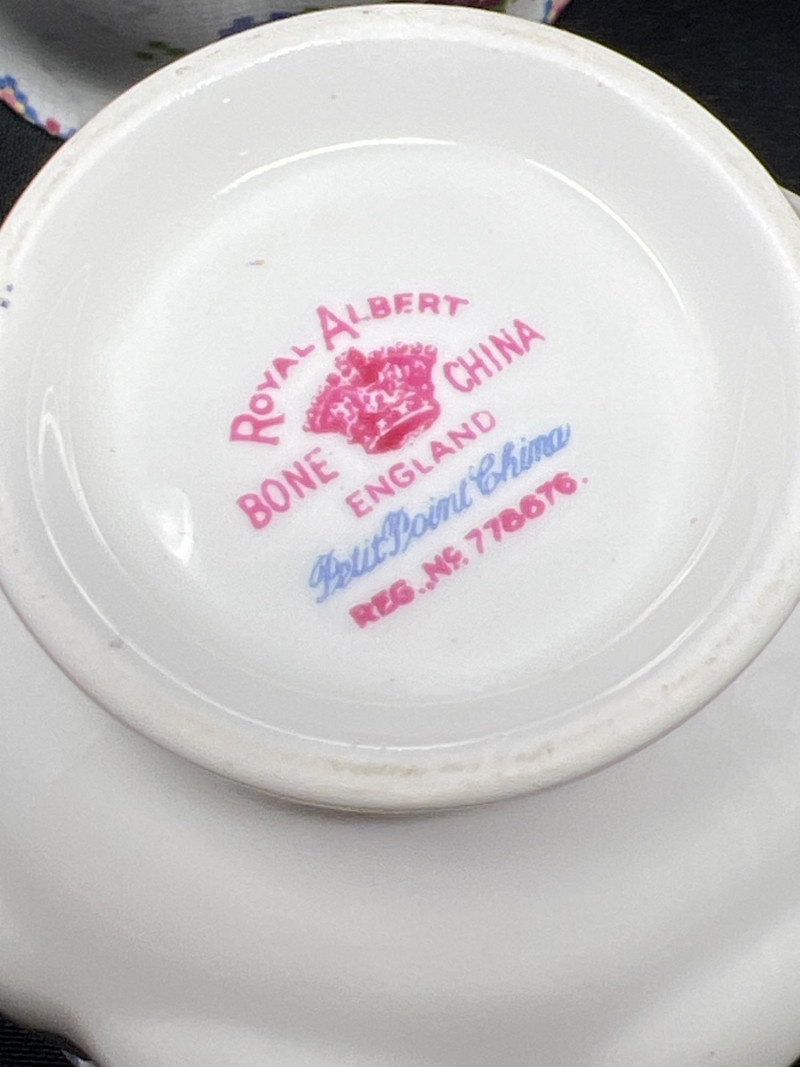 ROYAL ALBERT
BONE CHINA
ENGLAND
Petit Point China
REG. No. 778676.